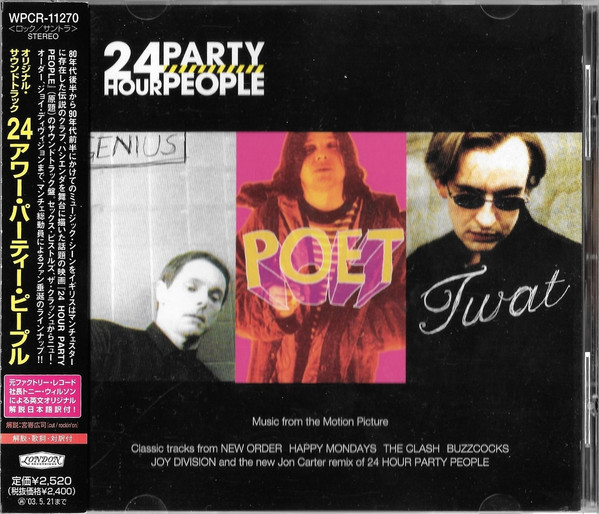 WPCR-11270
<ロック／サントラ>
STEREO
80年代後半から90年代前半にかけてのミュージック・シーンをイギリスはマンチェスター
に存在した伝説のクラブ、ハシエンダを舞台に描いた話題の映画『24 HOUR PARTY
PEOPLE』(原題)のサウンドトラック盤。セックス・ピストルズ、ザ・クラッシュからニュー・
オーダー、ジョイ・ディヴィジョンまで、マンチェ総動員によるファン垂涎のラインナップ!!
オリジナル・
サウンドトラック
24アワー・パーティー・ピープル
元ファクトリー・レコード
社長トニー・ウィルソン
による英文オリジナル
解説日本語訳付!
解説:宮嵜広司(cut / rockin'on)
解説・歌詞・対訳付
LONDON
RECORDINGS
定価¥2,520
(税抜価格¥2,400)
'03. 5. 21まで
24 HOUR PARTY PEOPLE
GENIUS
POET
Twat
Music from the Motion Picture
Classic tracks from NEW ORDER HAPPY MONDAYS THE CLASH BUZZCOCKS
JOY DIVISION and the new Jon Carter remix of 24 HOUR PARTY PEOPLE